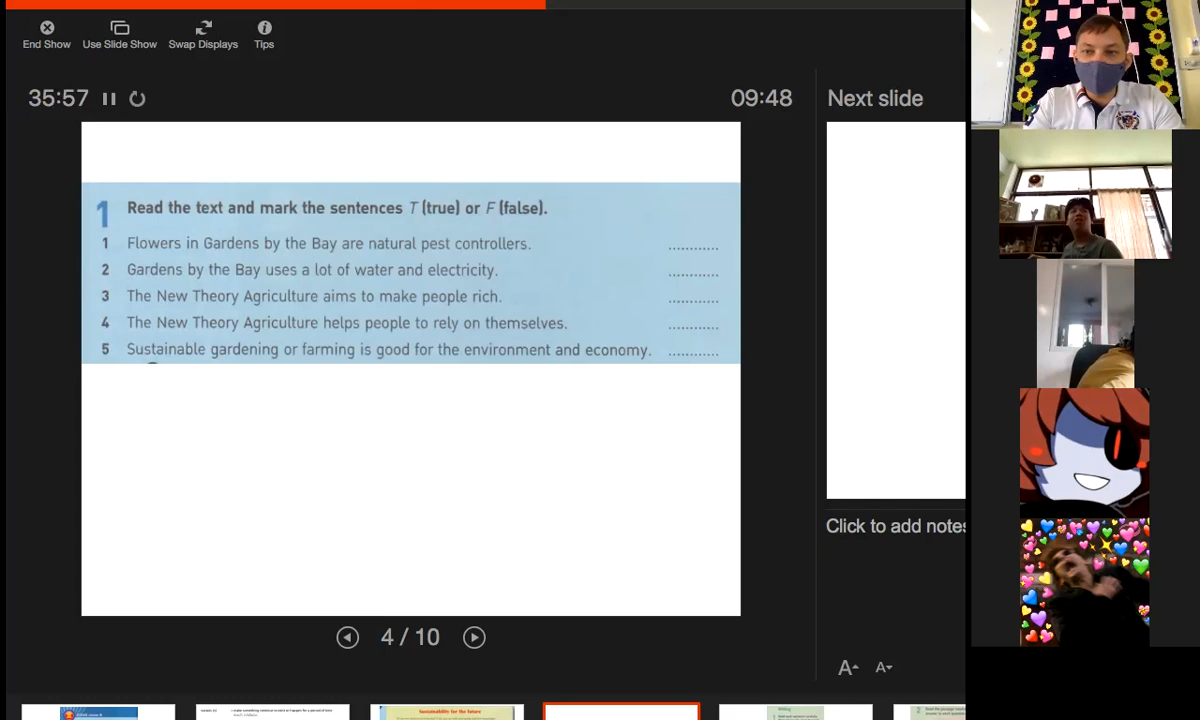 End Show
Use Slide Show
Swap Displays
Tips
35:57
09:48
Next slide
1
Read the text and mark the sentences T (true) or F (false).
1 Flowers in Gardens by the Bay are natural pest controllers. ............
2 Gardens by the Bay uses a lot of water and electricity. ............
3 The New Theory Agriculture aims to make people rich. ............
4 The New Theory Agriculture helps people to rely on themselves. ............
5 Sustainable gardening or farming is good for the environment and economy. ............
Click to add notes
4 / 10
A A
Sustainability for the future